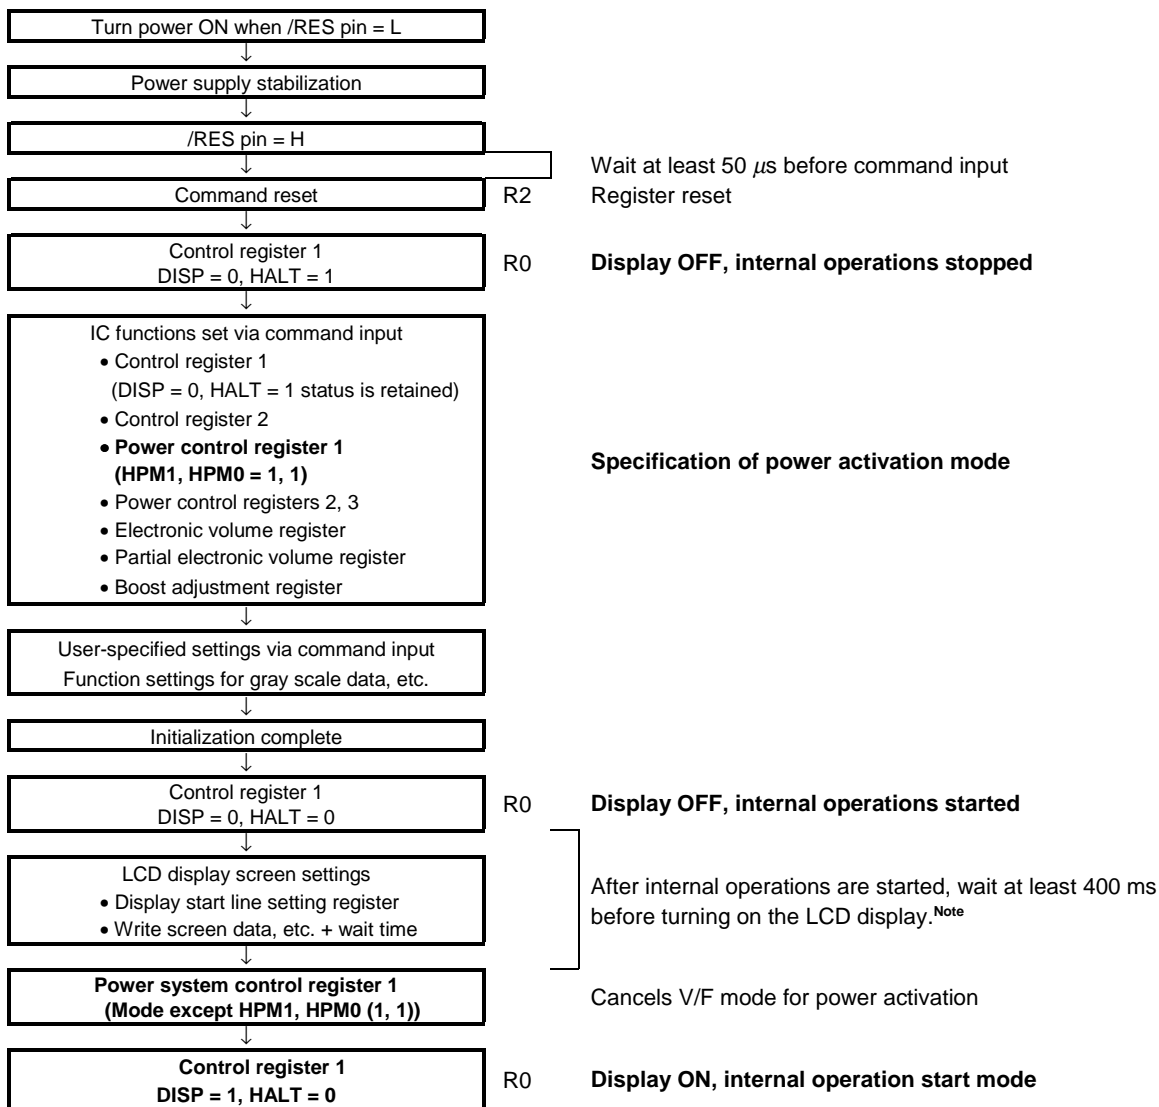 Turn power ON when /RES pin = L
↓
Power supply stabilization
↓
/RES pin = H
↓
Wait at least 50 μs before command input
Command reset R2 Register reset
↓
Control register 1
DISP = 0, HALT = 1
R0 Display OFF, internal operations stopped
↓
IC functions set via command input
• Control register 1
(DISP = 0, HALT = 1 status is retained)
• Control register 2
• Power control register 1
(HPM1, HPM0 = 1, 1)
Specification of power activation mode
• Power control registers 2, 3
• Electronic volume register
• Partial electronic volume register
• Boost adjustment register
↓
User-specified settings via command input
Function settings for gray scale data, etc.
↓
Initialization complete
↓
Control register 1
DISP = 0, HALT = 0
R0 Display OFF, internal operations started
↓
LCD display screen settings
• Display start line setting register
• Write screen data, etc. + wait time
After internal operations are started, wait at least 400 ms
before turning on the LCD display.Note
↓
Power system control register 1
(Mode except HPM1, HPM0 (1, 1))
Cancels V/F mode for power activation
↓
Control register 1
DISP = 1, HALT = 0
R0 Display ON, internal operation start mode